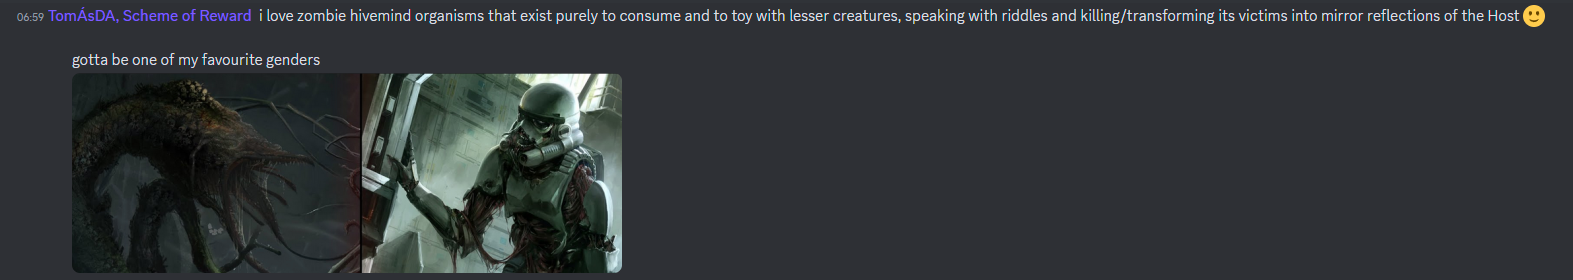 06:59 TomÁsDA, Scheme of Reward i love zombie hivemind organisms that exist purely to consume and to toy with lesser creatures, speaking with riddles and killing/transforming its victims into mirror reflections of the Host 🙂
gotta be one of my favourite genders